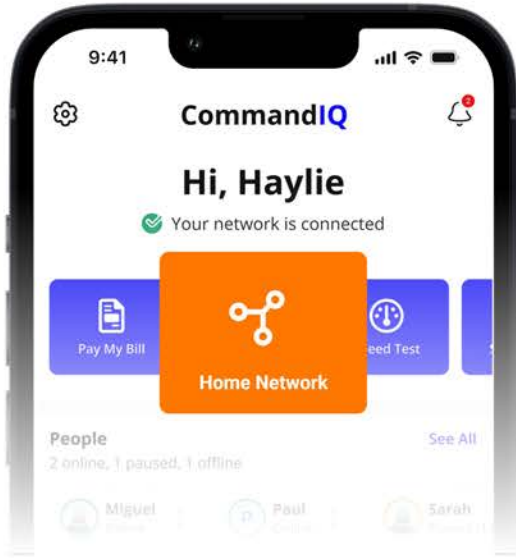 9:41
2
CommandIQ
Hi, Haylie
Your network is connected
Pay My Bill
Home Network
eed Test
People
See All
2 online, 1 paused, 1 offline
Miguel
P
Paul
Sarah